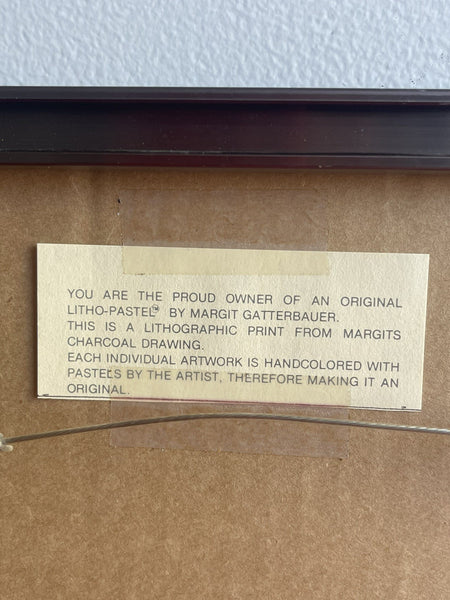 YOU ARE THE PROUD OWNER OF AN ORIGINAL
LITHO-PASTEL® BY MARGIT GATTERBAUER.
THIS IS A LITHOGRAPHIC PRINT FROM MARGITS
CHARCOAL DRAWING.
EACH INDIVIDUAL ARTWORK IS HANDCOLORED WITH
PASTELS BY THE ARTIST, THEREFORE MAKING IT AN
ORIGINAL.